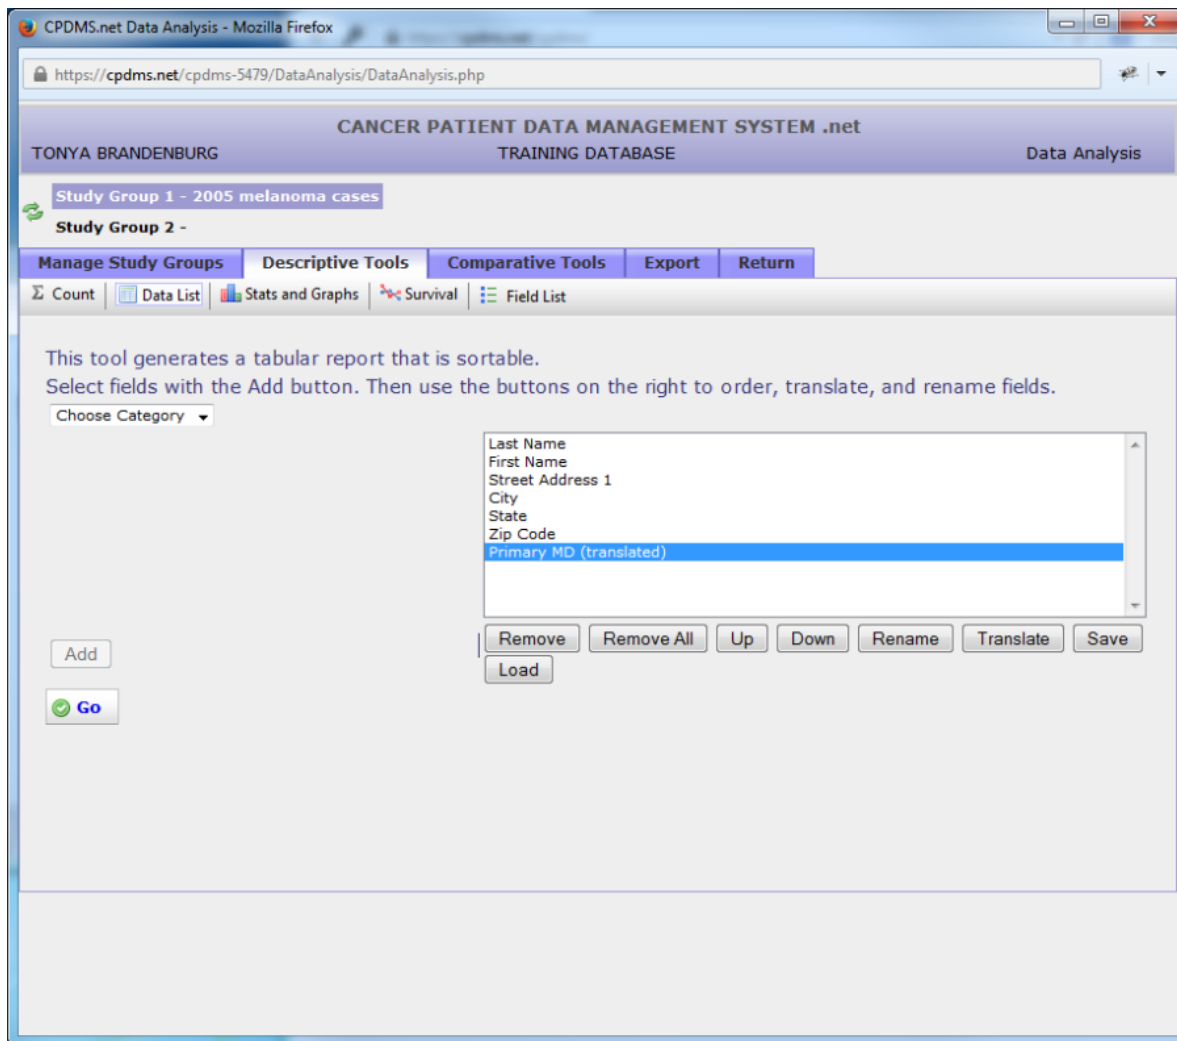 CPDMS.net Data Analysis - Mozilla Firefox
https://cpdms.net/cpdms-5479/DataAnalysis/DataAnalysis.php
CANCER PATIENT DATA MANAGEMENT SYSTEM .net
TONYA BRANDENBURG TRAINING DATABASE Data Analysis
Study Group 1 - 2005 melanoma cases
Study Group 2 -
Manage Study Groups Descriptive Tools Comparative Tools Export Return
Σ Count Data List Stats and Graphs Survival Field List
This tool generates a tabular report that is sortable.
Select fields with the Add button. Then use the buttons on the right to order, translate, and rename fields.
Choose Category
Last Name
First Name
Street Address 1
City
State
Zip Code
Primary MD (translated)
Add Remove Remove All Up Down Rename Translate Save
Load
Go